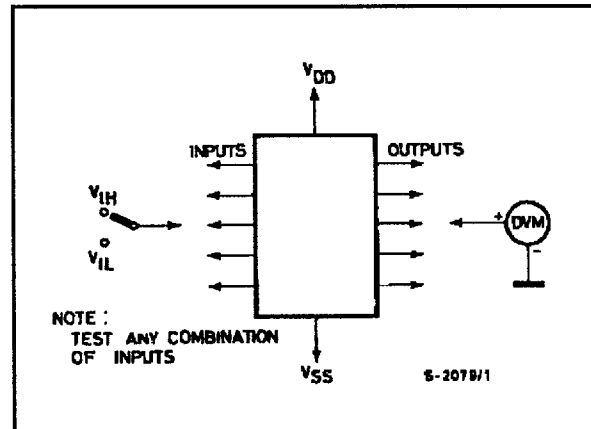 VDD
INPUTS
OUTPUTS
VIH
VIL
+
DVM
-
NOTE :
TEST ANY COMBINATION
OF INPUTS
VSS
S-2079/1